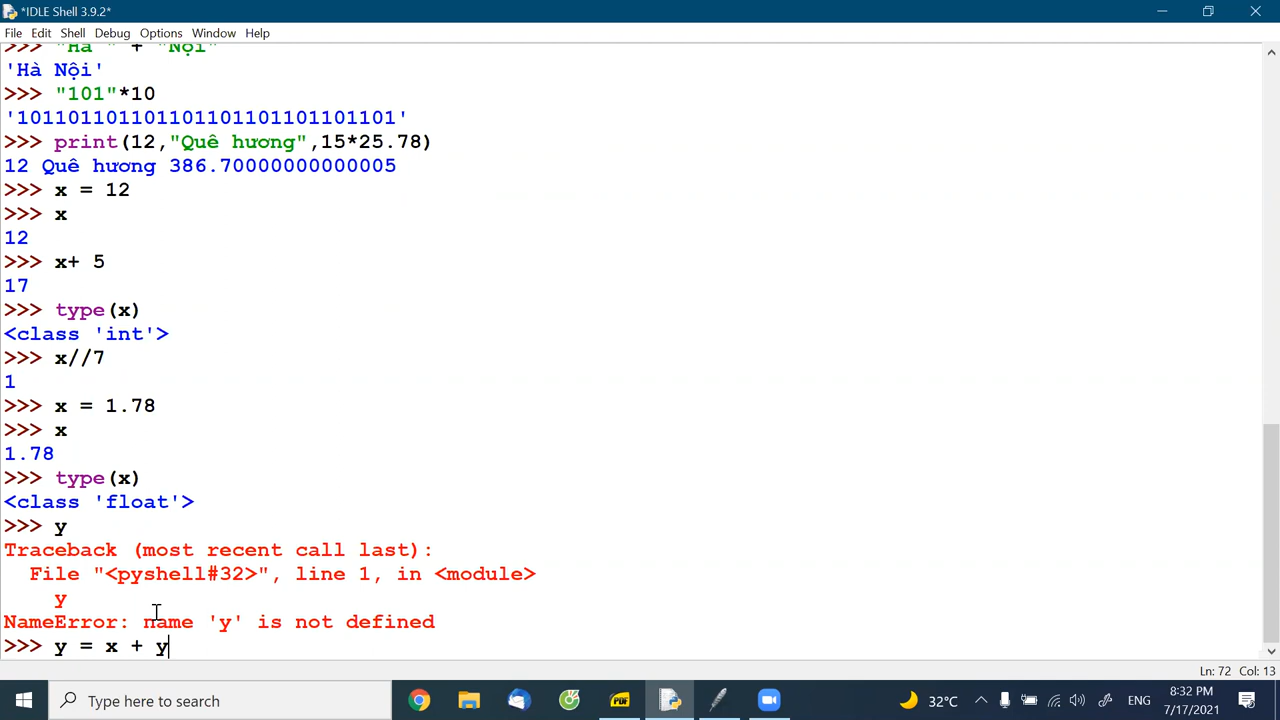 *IDLE Shell 3.9.2*
File Edit Shell Debug Options Window Help
>>> "Hà " + "Nội"
'Hà Nội'
>>> "101"*10
'101101101101101101101101101101'
>>> print(12,"Quê hương",15*25.78)
12 Quê hương 386.70000000000005
>>> x = 12
>>> x
12
>>> x+ 5
17
>>> type(x)
<class 'int'>
>>> x//7
1
>>> x = 1.78
>>> x
1.78
>>> type(x)
<class 'float'>
>>> y
Traceback (most recent call last):
  File "<pyshell#32>", line 1, in <module>
    y
NameError: name 'y' is not defined
>>> y = x + y
Ln: 72 Col: 13
Type here to search
PDF
32°C
ENG
8:32 PM
7/17/2021